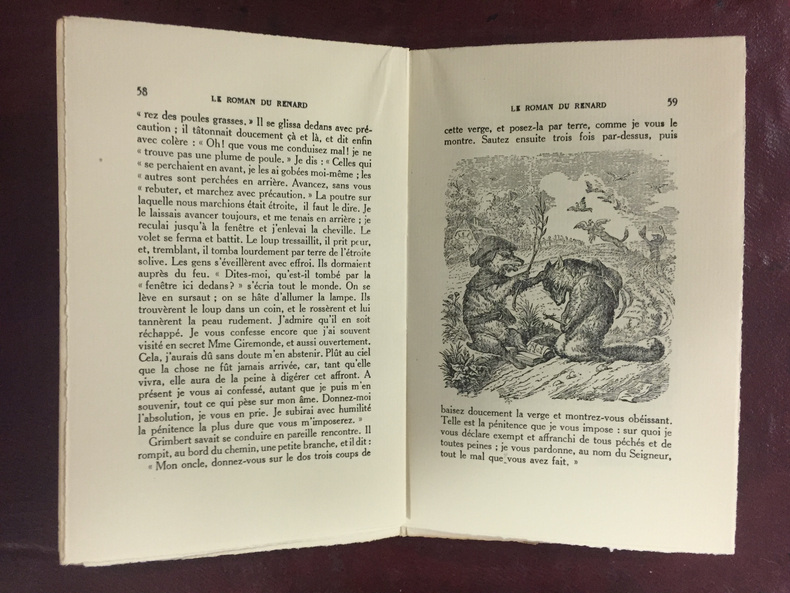 58
LE ROMAN DU RENARD
« rez des poules grasses. » Il se glissa dedans avec pré-
caution ; il tâtonnait doucement çà et là, et dit enfin
avec colère : « Oh! que vous me conduisez mal! je ne
« trouve pas une plume de poule. » Je dis : « Celles qui
« se perchaient en avant, je les ai gobées moi-même ; les
« autres sont perchées en arrière. Avancez, sans vous
« rebuter, et marchez avec précaution. » La poutre sur
laquelle nous marchions était étroite, il faut le dire. Je
le laissais avancer toujours, et me tenais en arrière ; je
reculai jusqu'à la fenêtre et j'enlevai la cheville. Le
volet se ferma et battit. Le loup tressaillit, il prit peur,
et, tremblant, il tomba lourdement par terre de l'étroite
solive. Les gens s'éveillèrent avec effroi. Ils dormaient
auprès du feu. « Dites-moi, qu'est-il tombé par la
« fenêtre ici dedans? » s'écria tout le monde. On se
lève en sursaut ; on se hâte d'allumer la lampe. Ils
trouvèrent le loup dans un coin, et le rossèrent et lui
tannèrent la peau rudement. J'admire qu'il en soit
réchappé. Je vous confesse encore que j'ai souvent
visité en secret Mme Giremonde, et aussi ouvertement.
Cela, j'aurais dû sans doute m'en abstenir. Plût au ciel
que la chose ne fût jamais arrivée, car, tant qu'elle
vivra, elle aura de la peine à digérer cet affront. A
présent je vous ai confessé, autant que je puis m'en
souvenir, tout ce qui pèse sur mon âme. Donnez-moi
l'absolution, je vous en prie. Je subirai avec humilité
la pénitence la plus dure que vous m'imposerez. »
Grimbert savait se conduire en pareille rencontre. Il
rompit, au bord du chemin, une petite branche, et il dit :
« Mon oncle, donnez-vous sur le dos trois coups de
LE ROMAN DU RENARD
59
cette verge, et posez-la par terre, comme je vous le
montre. Sautez ensuite trois fois par-dessus, puis
baisez doucement la verge et montrez-vous obéissant.
Telle est la pénitence que je vous impose : sur quoi je
vous déclare exempt et affranchi de tous péchés et de
toutes peines ; je vous pardonne, au nom du Seigneur,
tout le mal que vous avez fait. »